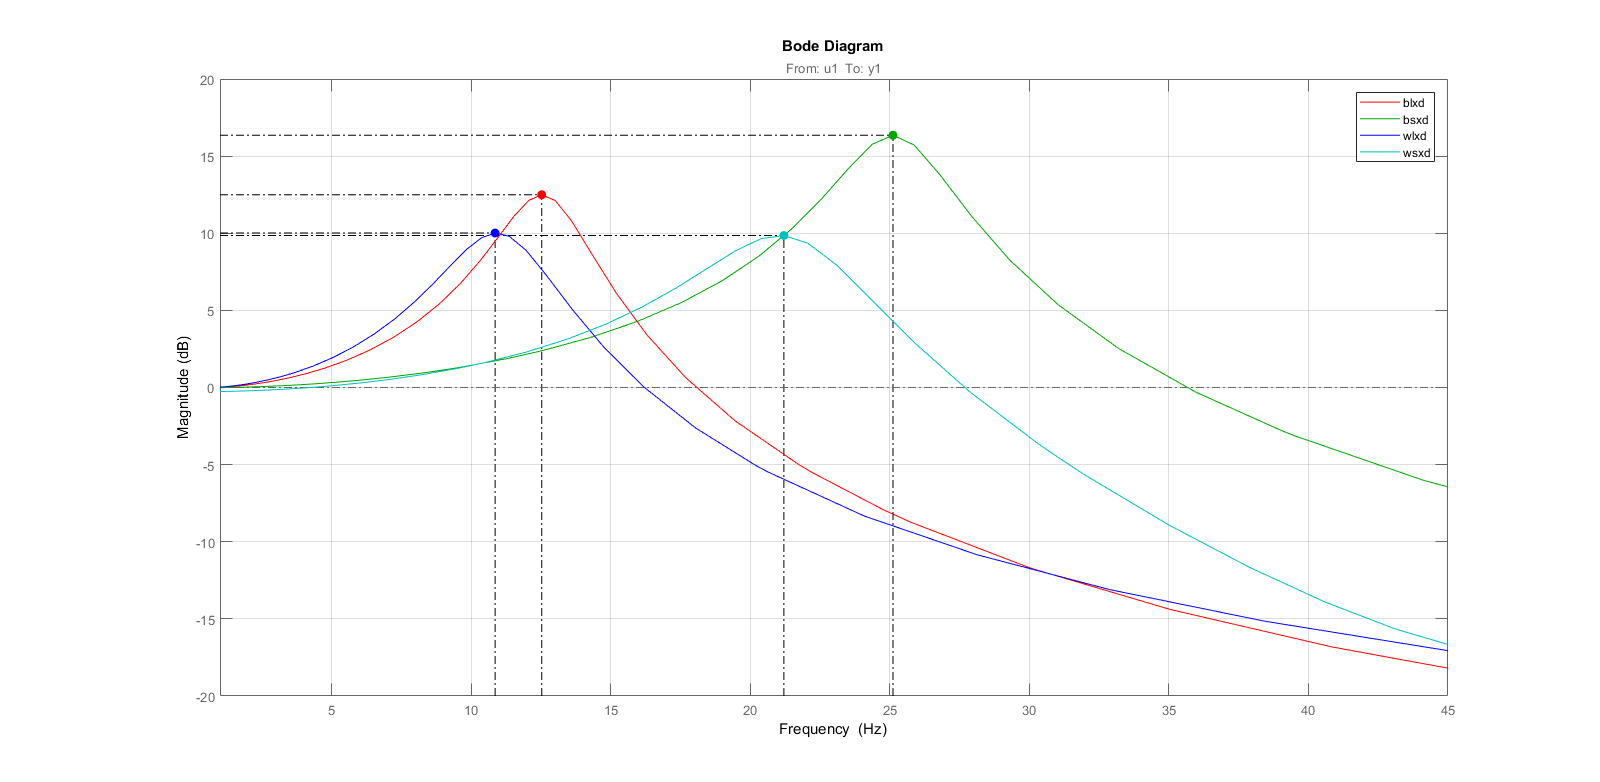 Bode Diagram
From: u1 To: y1
Magnitude (dB)
20
15
10
5
0
-5
-10
-15
-20
5 10 15 20 25 30 35 40 45
Frequency (Hz)
blxd
bsxd
wlxd
wsxd